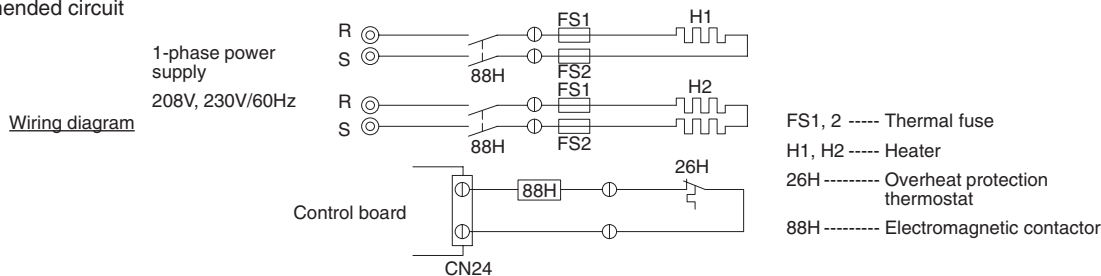 ended circuit
1-phase power
supply
208V, 230V/60Hz
Wiring diagram
R
S
88H
FS1
FS2
H1
R
S
88H
FS1
FS2
H2
Control board
CN24
88H
26H
FS1, 2 ----- Thermal fuse
H1, H2 ----- Heater
26H --------- Overheat protection
thermostat
88H --------- Electromagnetic contactor